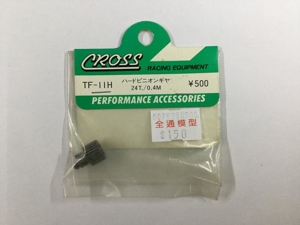 CROSS
RACING EQUIPMENT
TF-11H
ハードピニオンギヤ
24T./0.4M
¥500
PERFORMANCE ACCESSORIES
全通模型
$150